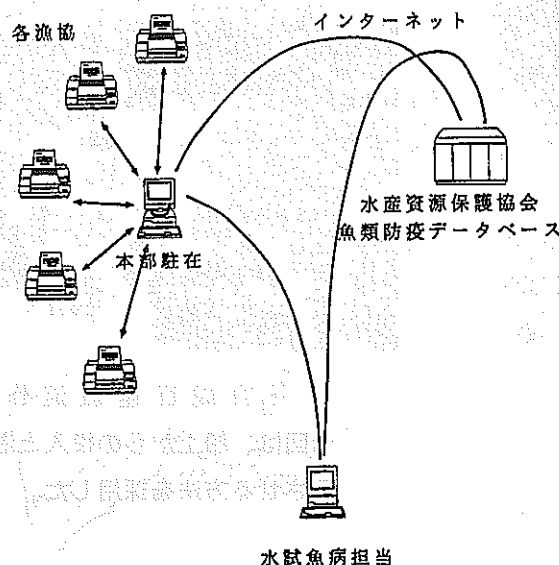 各漁協
インターネット
水産資源保護協会
魚類防疫データベース
本部駐在
水試魚病担当